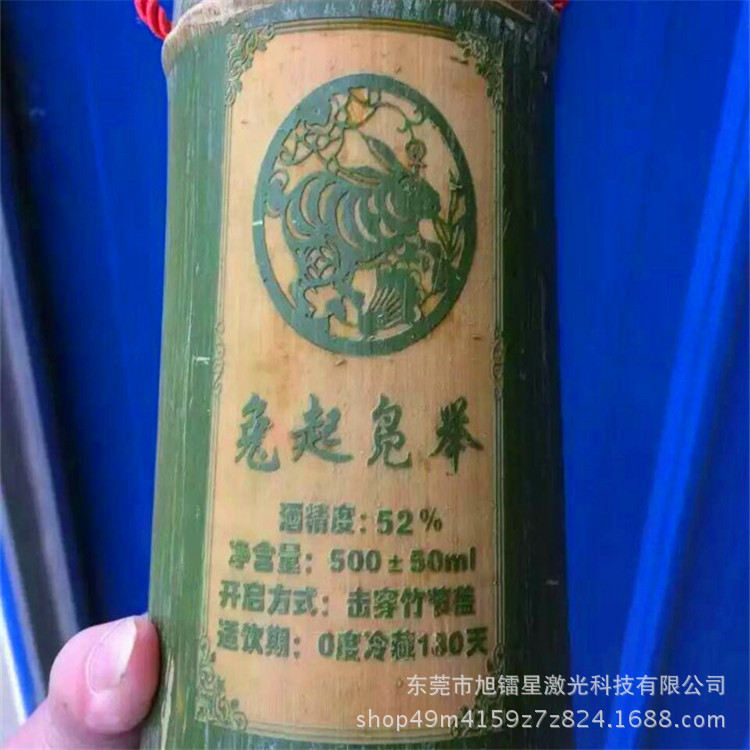 兔起凫举
酒精度：52%
净含量：500±50ml
开启方式：击穿竹节盖
适饮期：0度冷藏180天
东莞市旭镭星激光科技有限公司
shop49m4159z7z824.1688.com